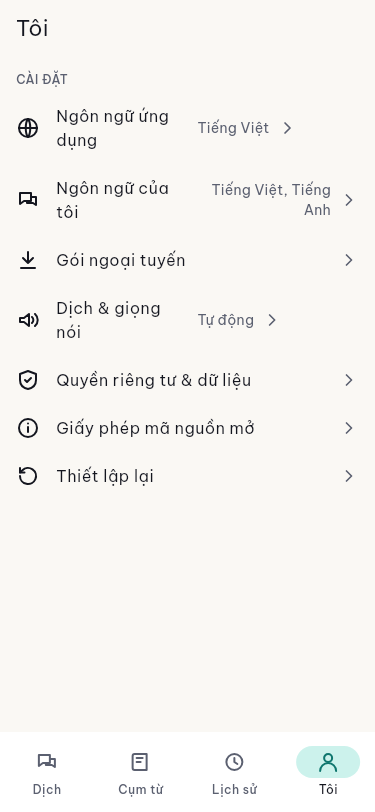 Tôi
CÀI ĐẶT
Ngôn ngữ ứng
dụng
Tiếng Việt
Ngôn ngữ của
tôi
Tiếng Việt, Tiếng
Anh
Gói ngoại tuyến
Dịch & giọng
nói
Tự động
Quyền riêng tư & dữ liệu
Giấy phép mã nguồn mở
Thiết lập lại
Dịch
Cụm từ
Lịch sử
Tôi